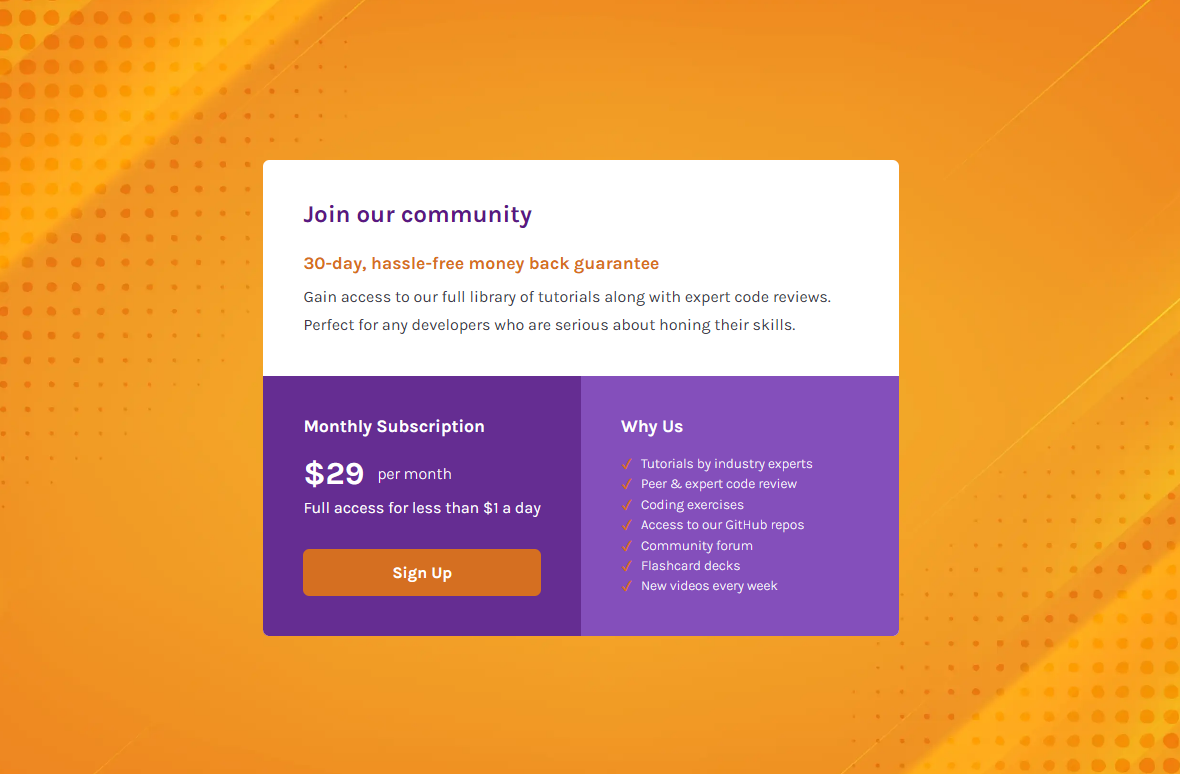 Join our community
30-day, hassle-free money back guarantee
Gain access to our full library of tutorials along with expert code reviews.
Perfect for any developers who are serious about honing their skills.
Monthly Subscription
$29 per month
Full access for less than $1 a day
Sign Up
Why Us
✓ Tutorials by industry experts
✓ Peer & expert code review
✓ Coding exercises
✓ Access to our GitHub repos
✓ Community forum
✓ Flashcard decks
✓ New videos every week